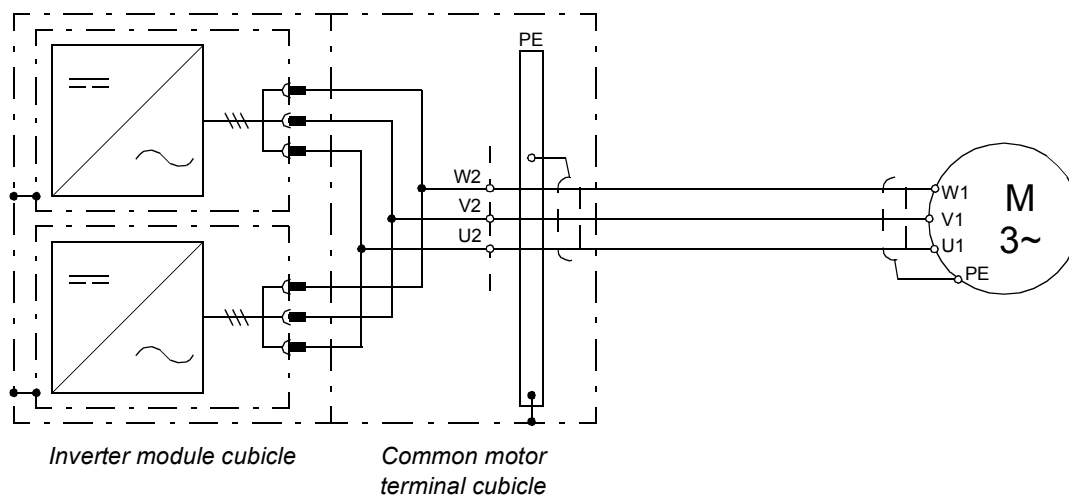 PE
W2
V2
U2
W1
V1
U1
PE
M
3~
Inverter module cubicle
Common motor
terminal cubicle